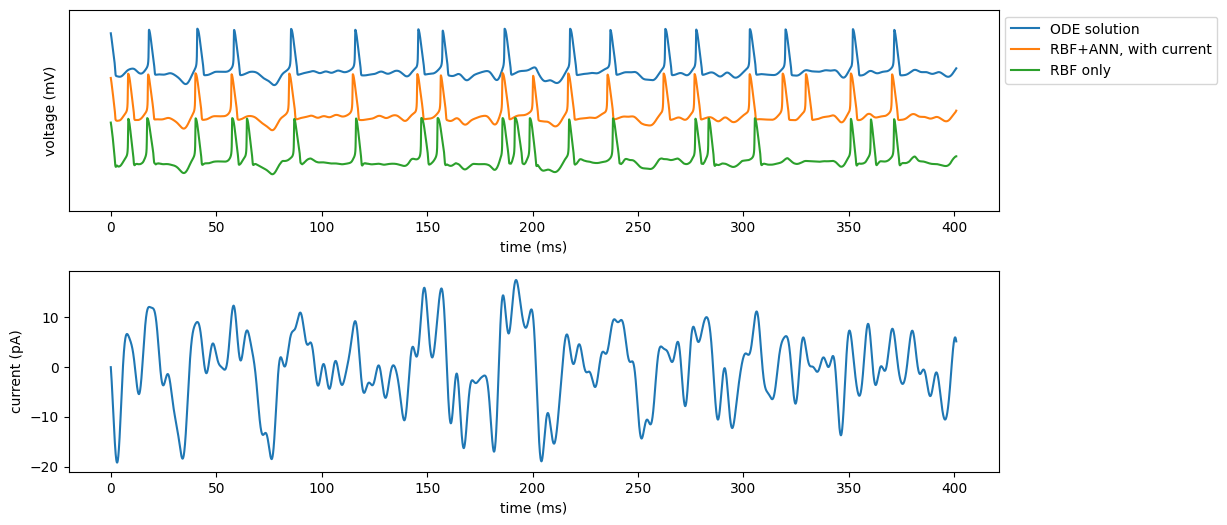 ODE solution
RBF+ANN, with current
RBF only
voltage (mV)
0 50 100 150 200 250 300 350 400
time (ms)
current (pA)
10
0
−10
−20
0 50 100 150 200 250 300 350 400
time (ms)